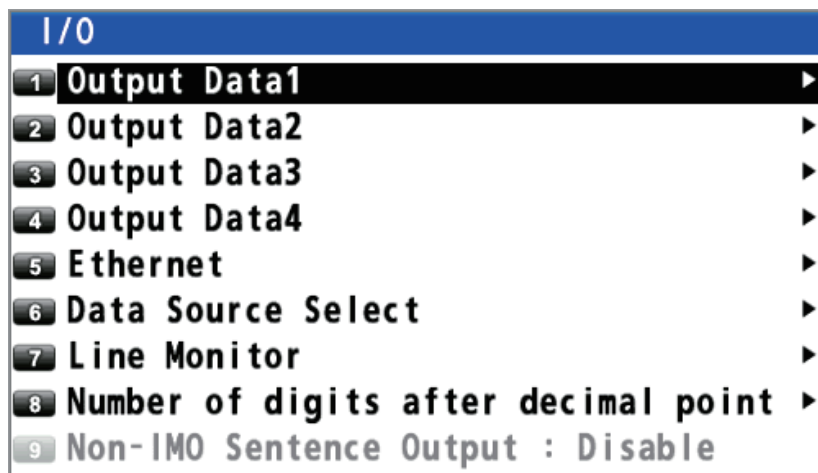 I/O
1 Output Data1
2 Output Data2
3 Output Data3
4 Output Data4
5 Ethernet
6 Data Source Select
7 Line Monitor
8 Number of digits after decimal point
9 Non-IMO Sentence Output : Disable